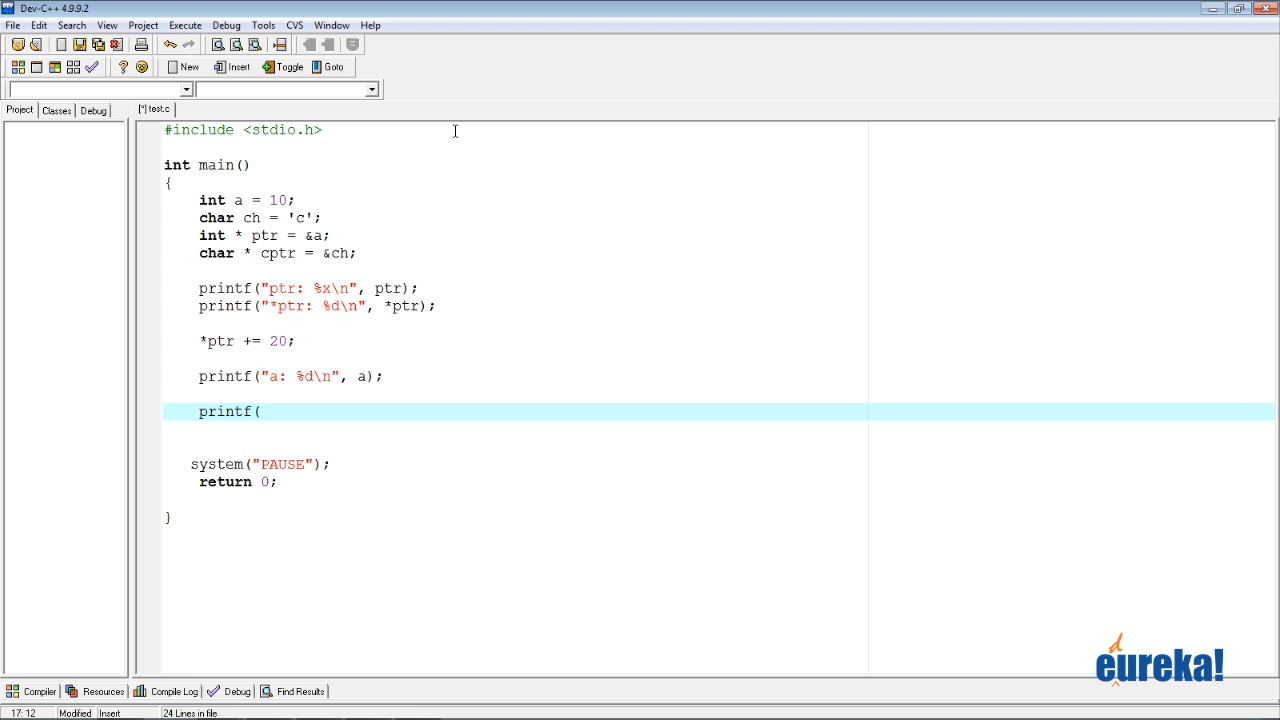 Dev-C++ 4.9.9.2
File Edit Search View Project Execute Debug Tools CVS Window Help
New Insert Toggle Goto
Project Classes Debug
[*] test.c
#include <stdio.h>
int main()
{
int a = 10;
char ch = 'c';
int * ptr = &a;
char * cptr = &ch;
printf("ptr: %x\n", ptr);
printf("*ptr: %d\n", *ptr);
*ptr += 20;
printf("a: %d\n", a);
printf(
system("PAUSE");
return 0;
}
eureka!
d
Compiler Resources Compile Log Debug Find Results
17: 12 Modified Insert 24 Lines in file